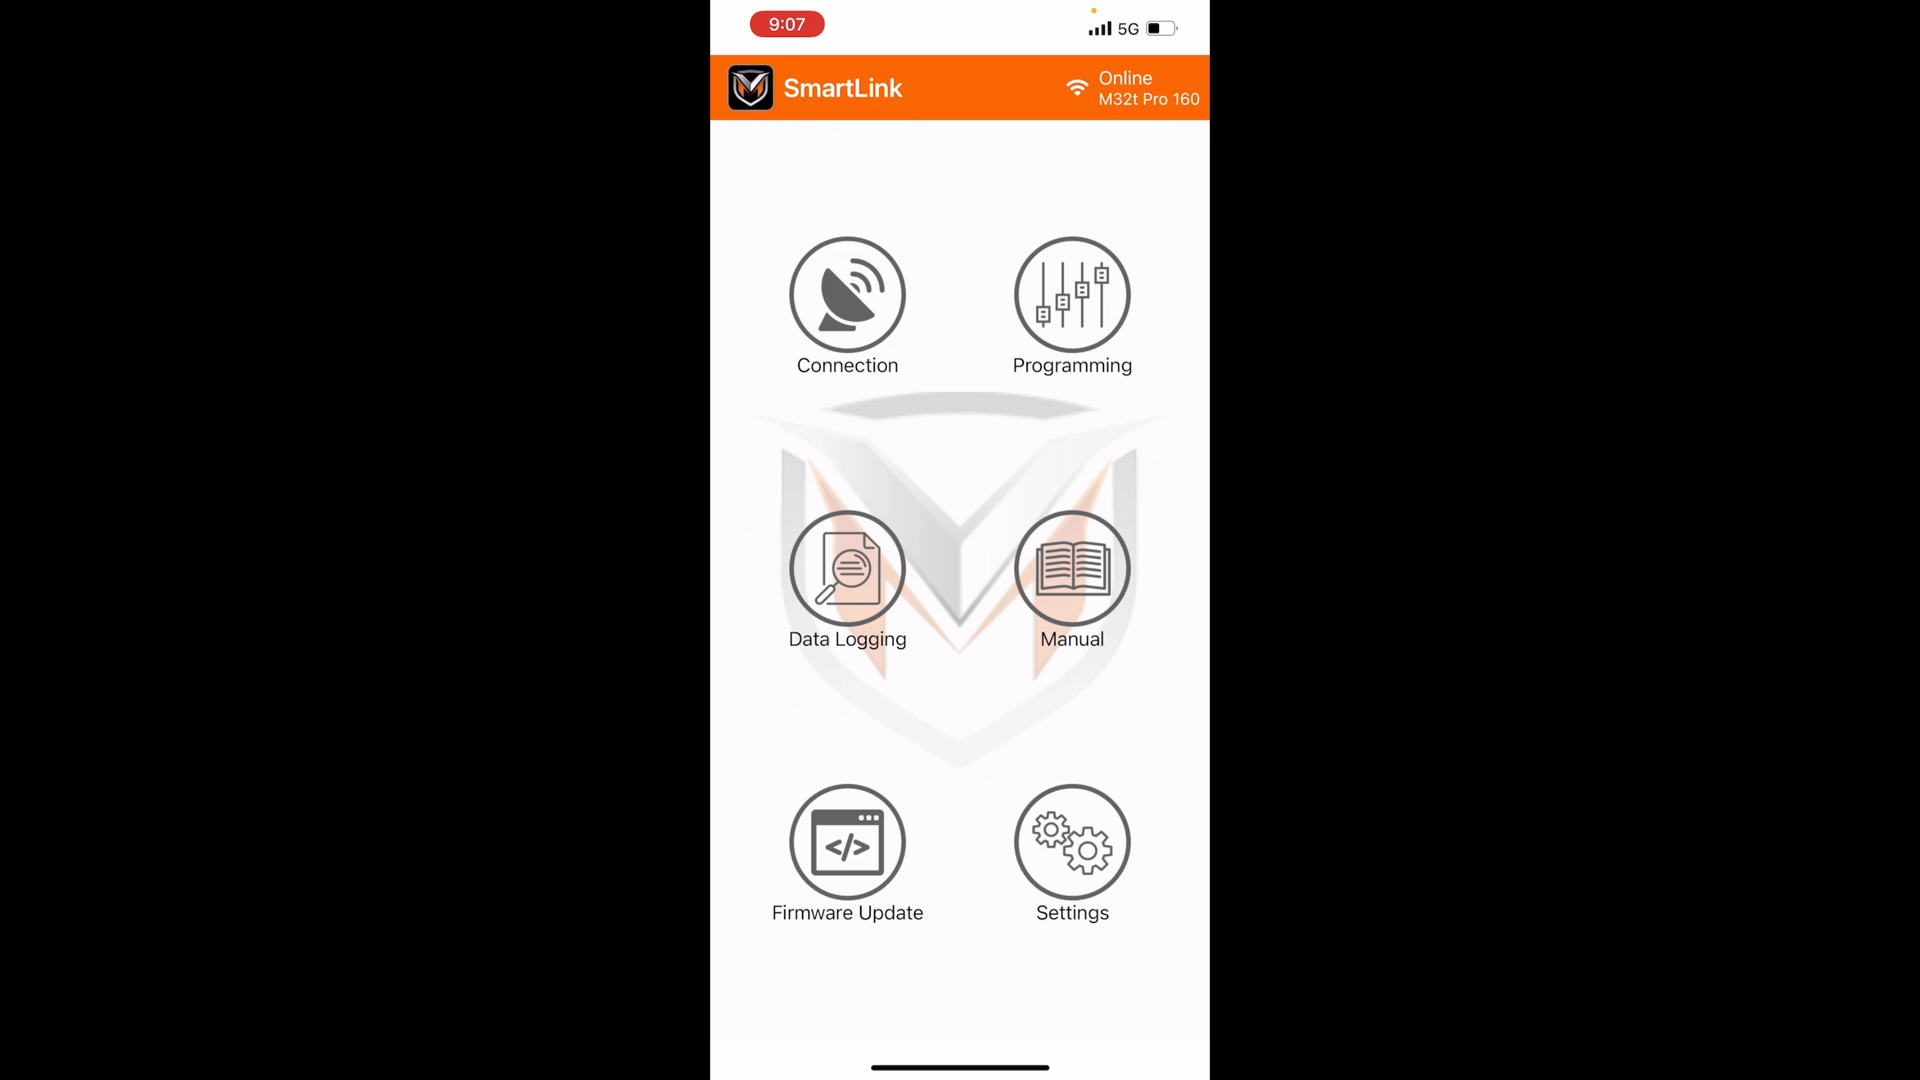 9:07
5G
SmartLink
Online
M32t Pro 160
Connection
Programming
Data Logging
Manual
Firmware Update
Settings